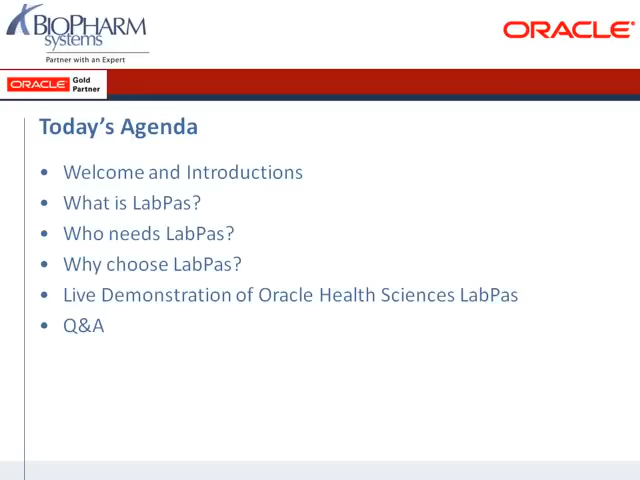 BIOPHARM
systems
Partner with an Expert
ORACLE®
ORACLE Gold
Partner
Today's Agenda
• Welcome and Introductions
• What is LabPas?
• Who needs LabPas?
• Why choose LabPas?
• Live Demonstration of Oracle Health Sciences LabPas
• Q&A